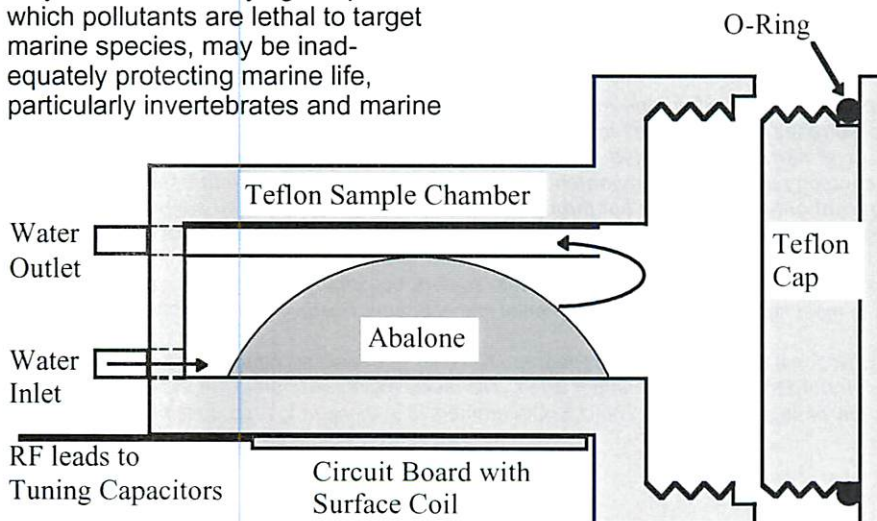 which pollutants are lethal to target
marine species, may be inad-
equately protecting marine life,
particularly invertebrates and marine
O-Ring
Teflon Sample Chamber
Water
Outlet
Teflon
Cap
Abalone
Water
Inlet
RF leads to
Tuning Capacitors
Circuit Board with
Surface Coil